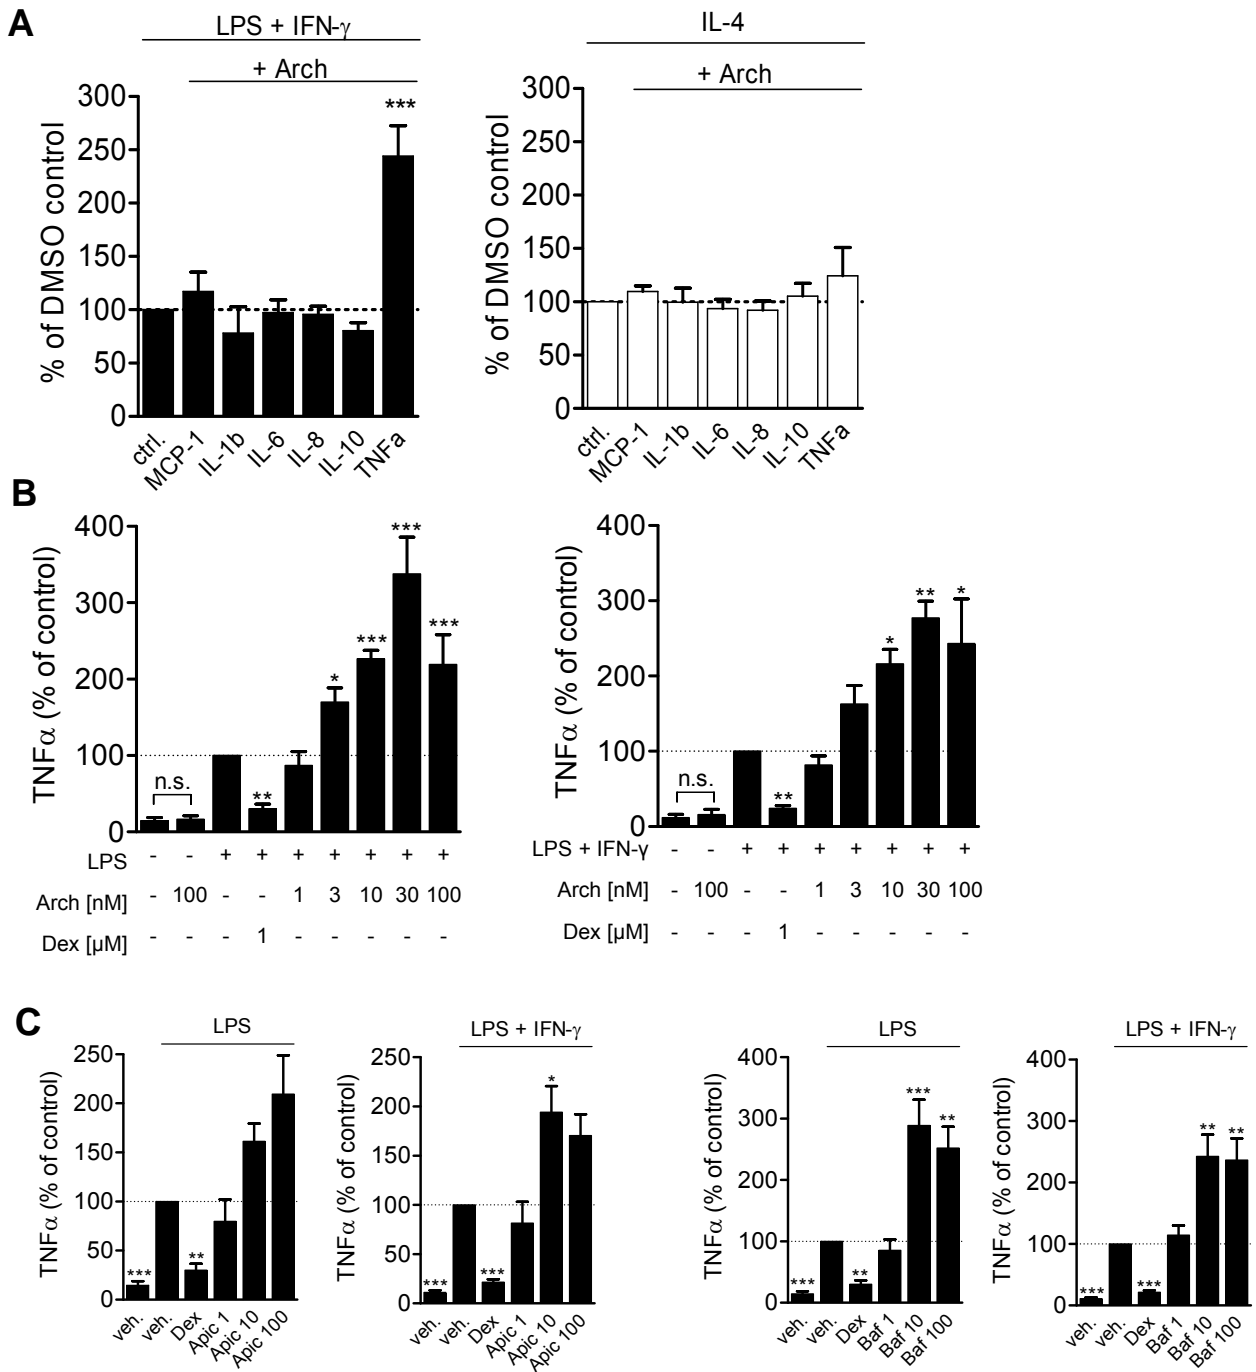 A
LPS + IFN-γ
+ Arch
***
% of DMSO control
300
250
200
150
100
50
0
ctrl.
MCP-1
IL-1b
IL-6
IL-8
IL-10
TNFa
IL-4
+ Arch
% of DMSO control
300
250
200
150
100
50
0
ctrl.
MCP-1
IL-1b
IL-6
IL-8
IL-10
TNFa
B
TNFα (% of control)
400
300
200
100
0
n.s.
** * *** *** ***
LPS - - + + + + + + +
Arch [nM] - 100 - - 1 3 10 30 100
Dex [µM] - - - 1 - - - - -
TNFα (% of control)
400
300
200
100
0
n.s.
** * ** *
LPS + IFN-γ - - + + + + + + +
Arch [nM] - 100 - - 1 3 10 30 100
Dex [µM] - - - 1 - - - - -
C
LPS
TNFα (% of control)
250
200
150
100
50
0
*** **
veh.
veh.
Dex
Apic 1
Apic 10
Apic 100
LPS + IFN-γ
TNFα (% of control)
250
200
150
100
50
0
*** *** *
veh.
veh.
Dex
Apic 1
Apic 10
Apic 100
LPS
TNFα (% of control)
400
300
200
100
0
*** ** *** **
veh.
veh.
Dex
Baf 1
Baf 10
Baf 100
LPS + IFN-γ
TNFα (% of control)
400
300
200
100
0
*** *** ** **
veh.
veh.
Dex
Baf 1
Baf 10
Baf 100